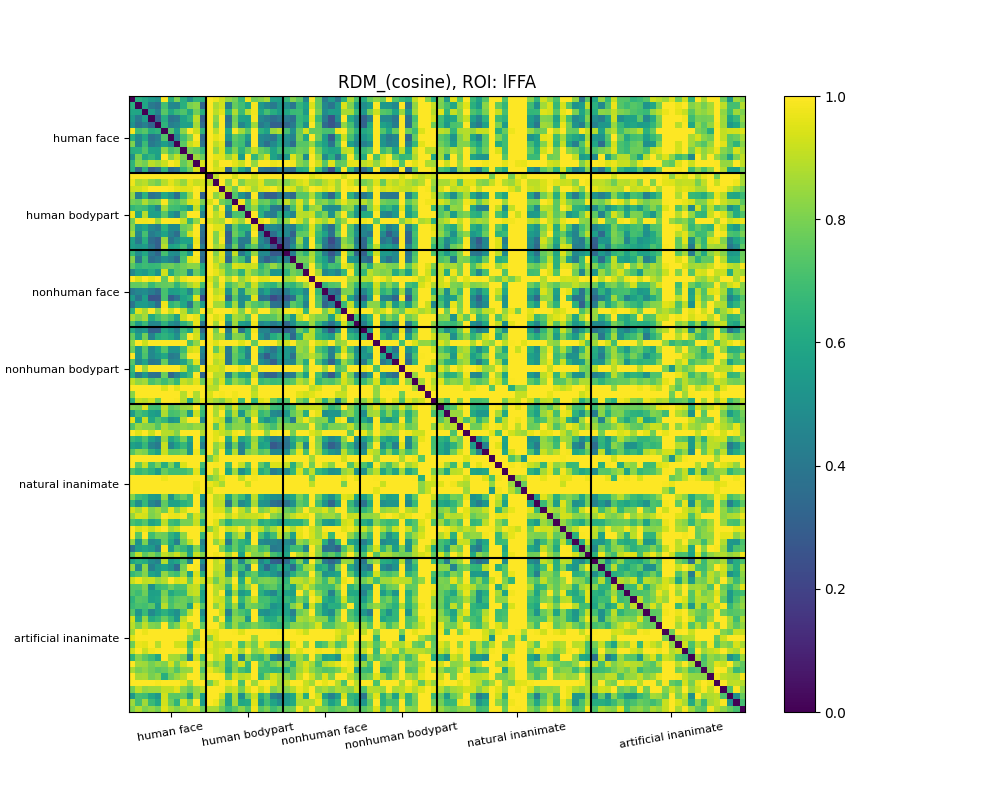 RDM_(cosine), ROI: lFFA
human face
human bodypart
nonhuman face
nonhuman bodypart
natural inanimate
artificial inanimate
human face
human bodypart
nonhuman face
nonhuman bodypart
natural inanimate
artificial inanimate
1.0
0.8
0.6
0.4
0.2
0.0